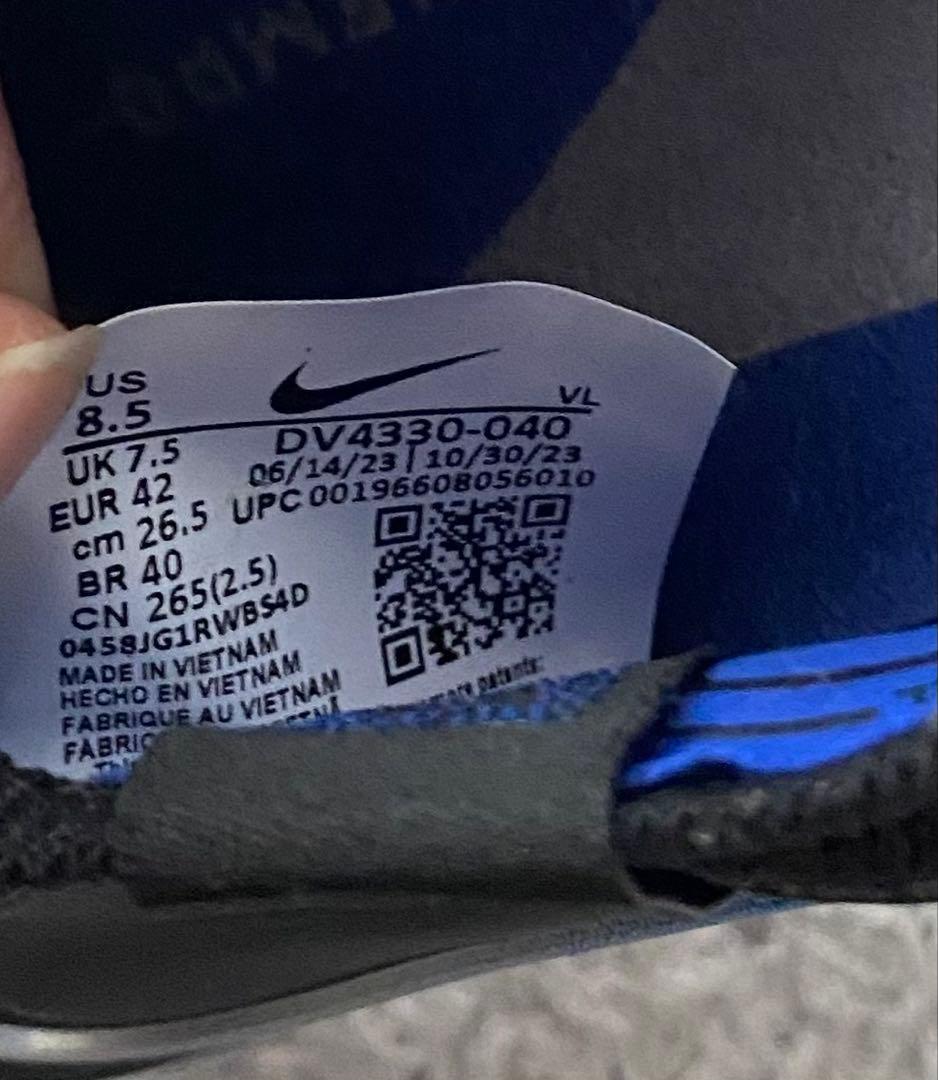 US
8.5
VL
UK 7.5
DV4330-040
EUR 42
06/14/23 | 10/30/23
cm 26.5
UPC 00196608056010
BR 40
CN 265(2.5)
0458JG1RWBS4D
MADE IN VIETNAM
HECHO EN VIETNAM
FABRIQUE AU VIETNAM
more patents: